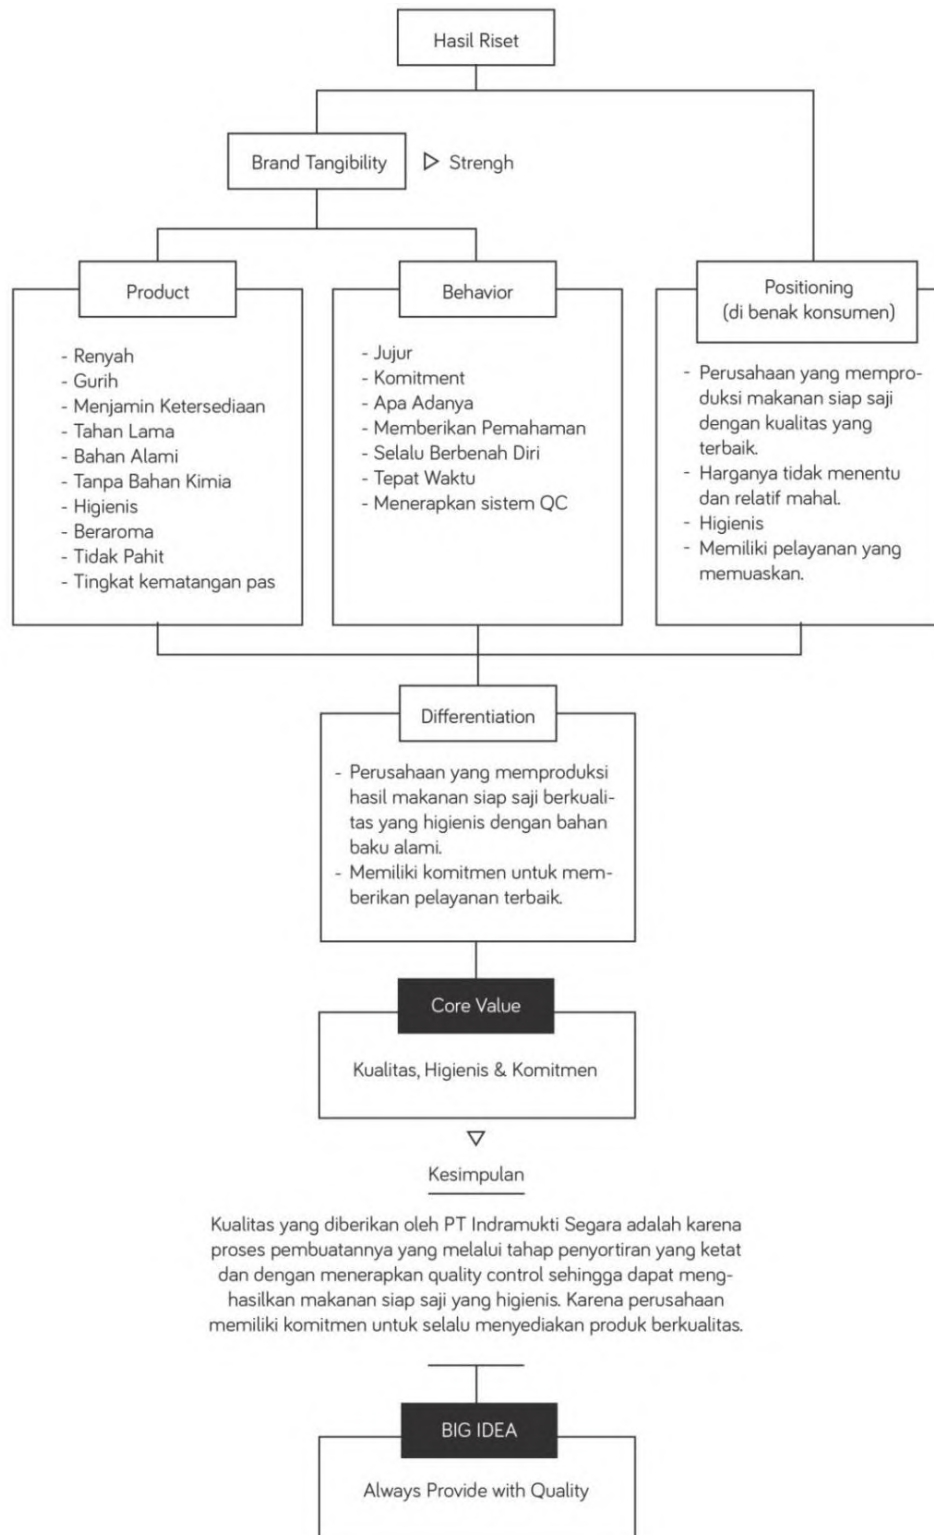 Hasil Riset
Brand Tangibility
Strengh
Product
- Renyah
- Gurih
- Menjamin Ketersediaan
- Tahan Lama
- Bahan Alami
- Tanpa Bahan Kimia
- Higienis
- Beraroma
- Tidak Pahit
- Tingkat kematangan pas
Behavior
- Jujur
- Komitment
- Apa Adanya
- Memberikan Pemahaman
- Selalu Berbenah Diri
- Tepat Waktu
- Menerapkan sistem QC
Positioning
(di benak konsumen)
- Perusahaan yang mempro-
duksi makanan siap saji
dengan kualitas yang
terbaik.
- Harganya tidak menentu
dan relatif mahal.
- Higienis
- Memiliki pelayanan yang
memuaskan.
Differentiation
- Perusahaan yang memproduksi
hasil makanan siap saji berkuali-
tas yang higienis dengan bahan
baku alami.
- Memiliki komitmen untuk mem-
berikan pelayanan terbaik.
Core Value
Kualitas, Higienis & Komitmen
Kesimpulan
Kualitas yang diberikan oleh PT Indramukti Segara adalah karena
proses pembuatannya yang melalui tahap penyortiran yang ketat
dan dengan menerapkan quality control sehingga dapat meng-
hasilkan makanan siap saji yang higienis. Karena perusahaan
memiliki komitmen untuk selalu menyediakan produk berkualitas.
BIG IDEA
Always Provide with Quality